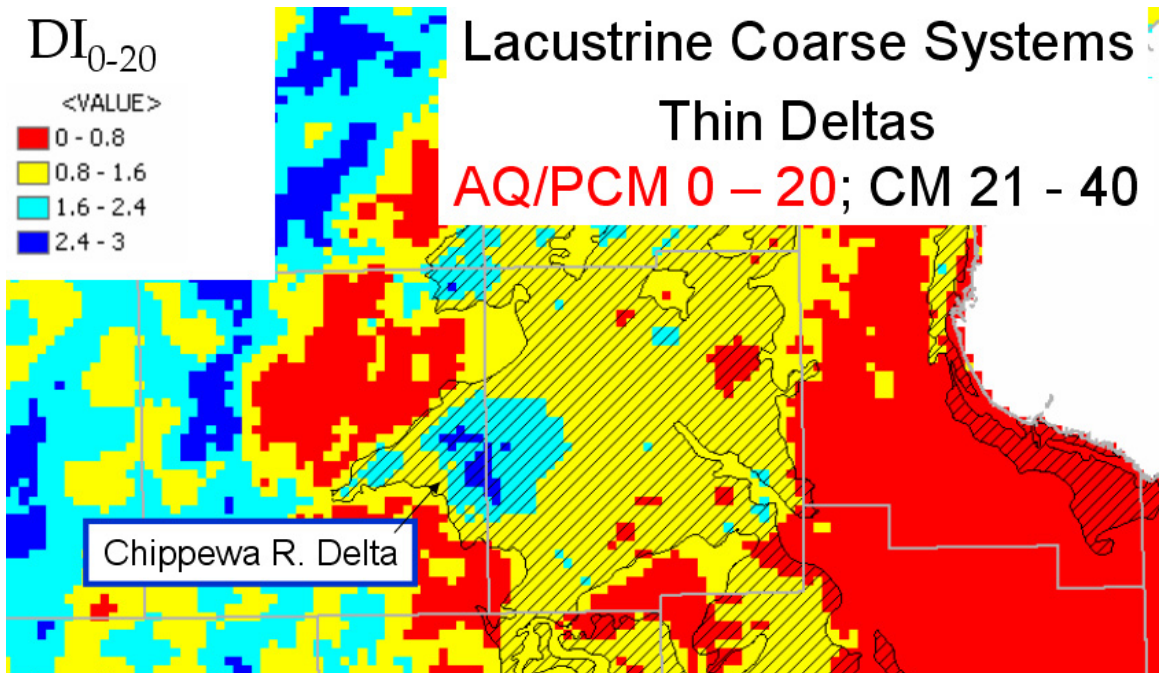 DI0-20
<VALUE>
0 - 0.8
0.8 - 1.6
1.6 - 2.4
2.4 - 3
Lacustrine Coarse Systems
Thin Deltas
AQ/PCM 0 – 20; CM 21 - 40
Chippewa R. Delta